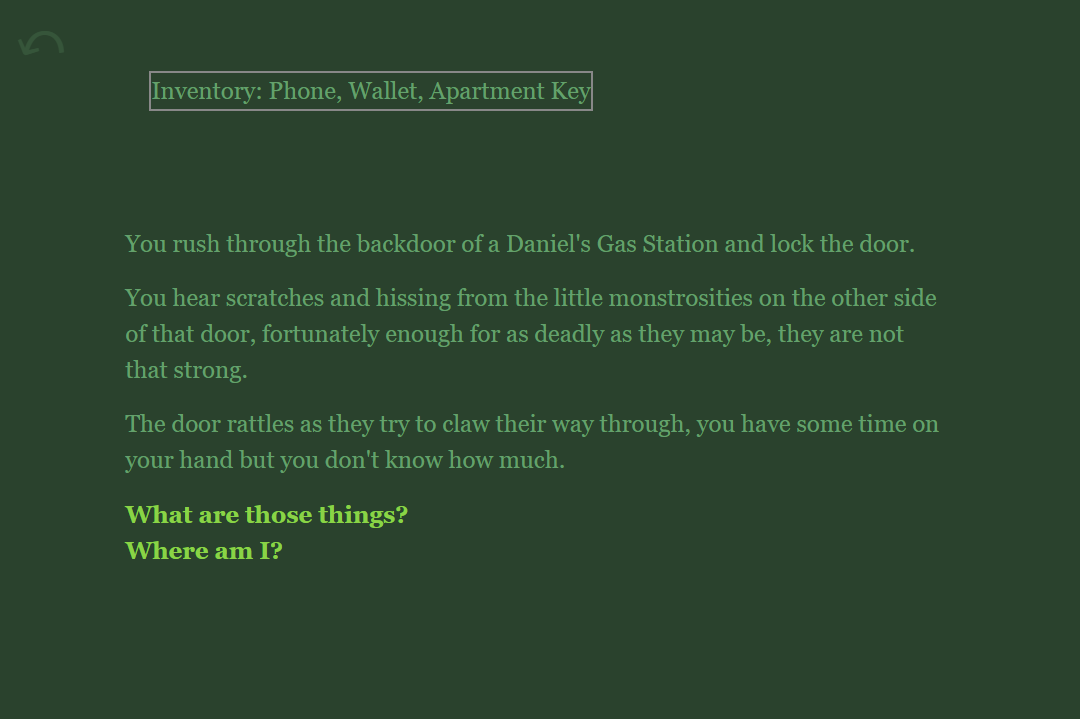 Inventory: Phone, Wallet, Apartment Key
You rush through the backdoor of a Daniel's Gas Station and lock the door.
You hear scratches and hissing from the little monstrosities on the other side
of that door, fortunately enough for as deadly as they may be, they are not
that strong.
The door rattles as they try to claw their way through, you have some time on
your hand but you don't know how much.
What are those things?
Where am I?